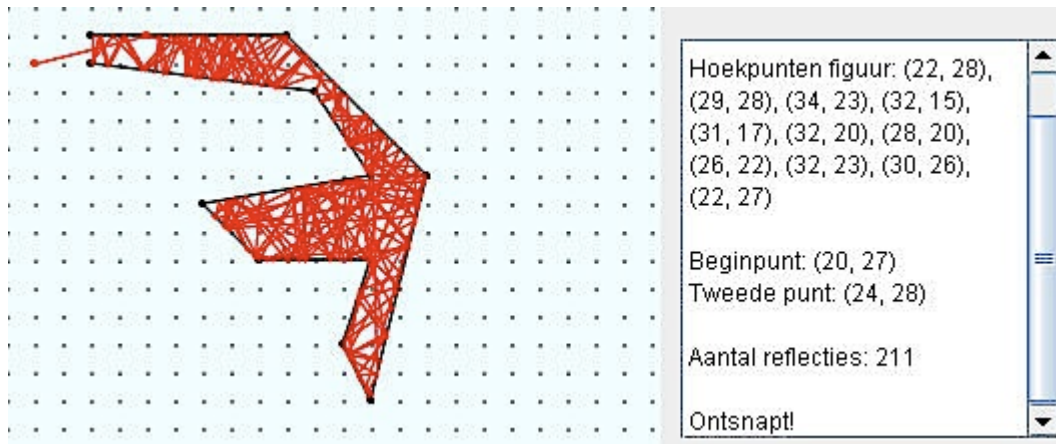 Hoekpunten figuur: (22, 28),
(29, 28), (34, 23), (32, 15),
(31, 17), (32, 20), (28, 20),
(26, 22), (32, 23), (30, 26),
(22, 27)
Beginpunt: (20, 27)
Tweede punt: (24, 28)
Aantal reflecties: 211
Ontsnapt!